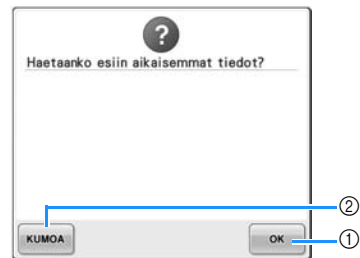 ?
Haetaanko esiin aikaisemmat tiedot?
KUMOA
OK
②
①